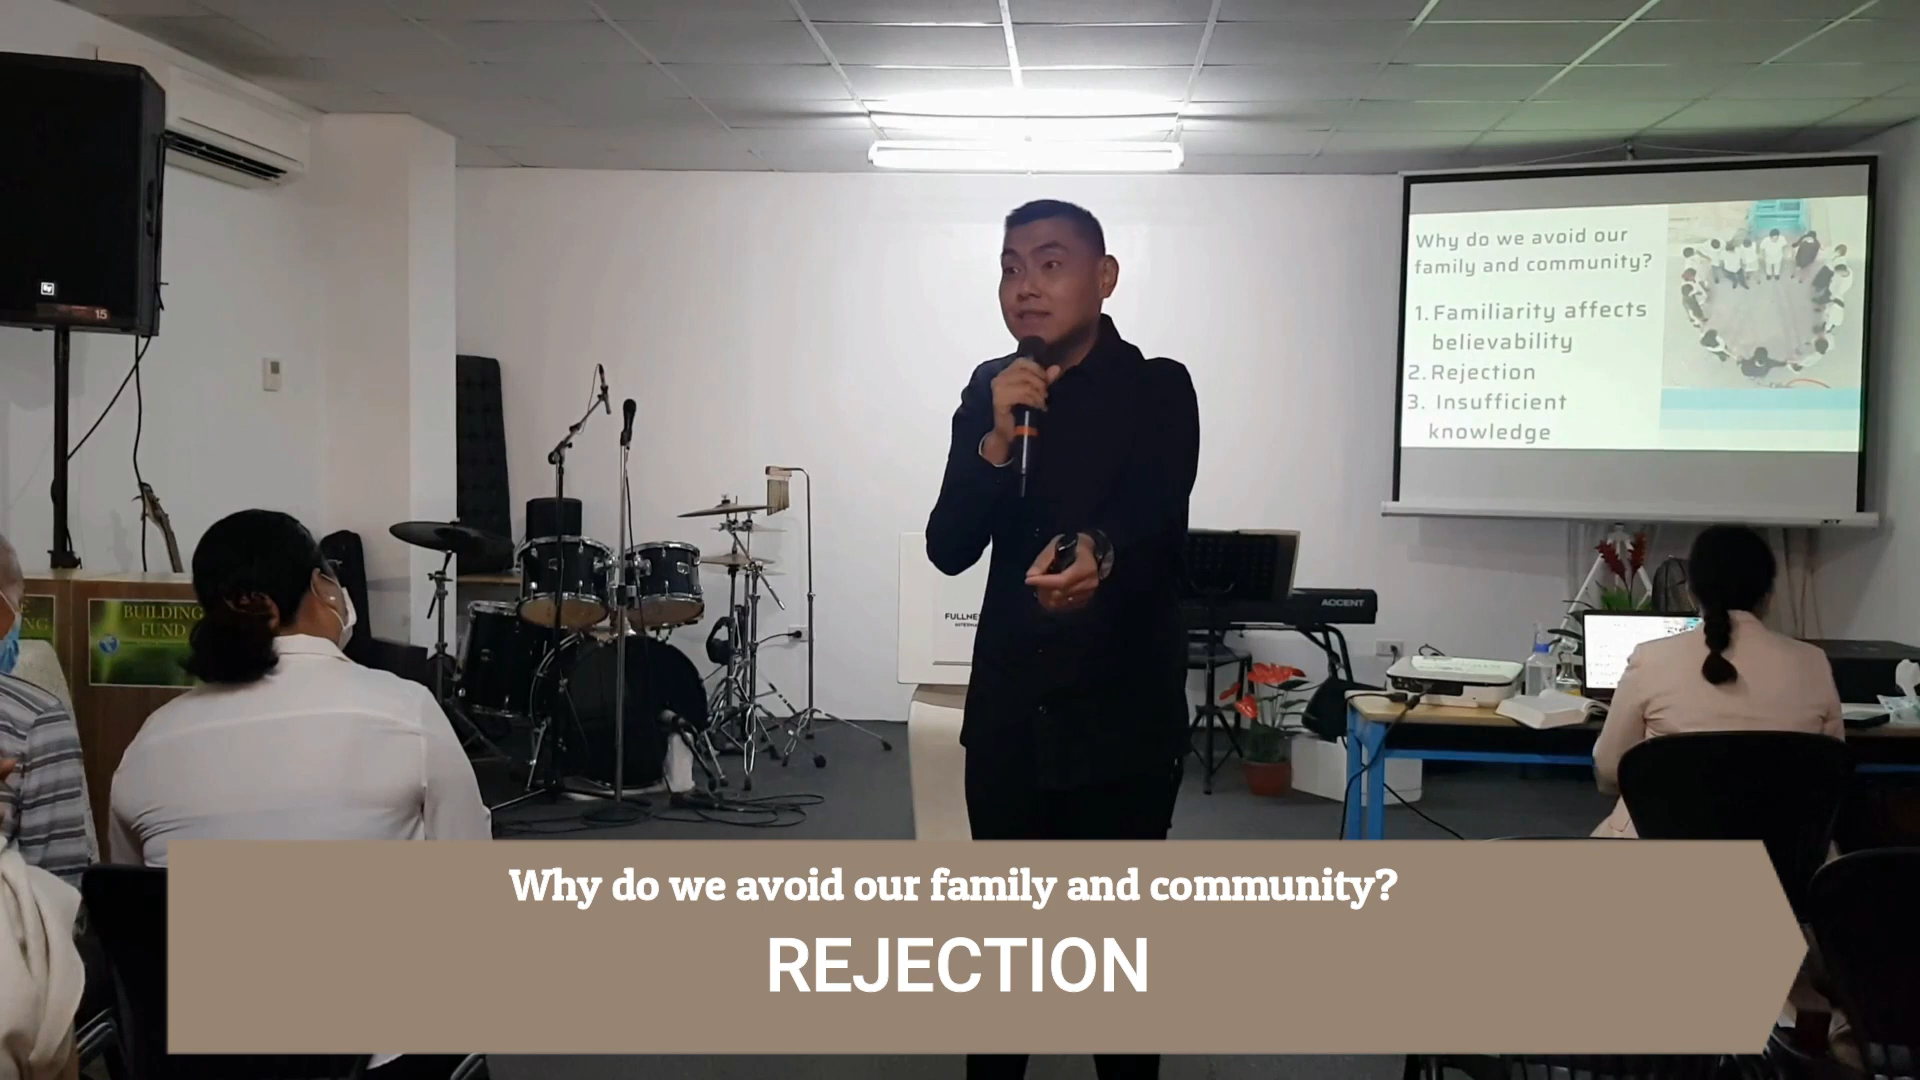 Why do we avoid our
family and community?
1. Familiarity affects
believability
2. Rejection
3. Insufficient
knowledge
15
BUILDING
FUND
ACCENT
Why do we avoid our family and community?
REJECTION